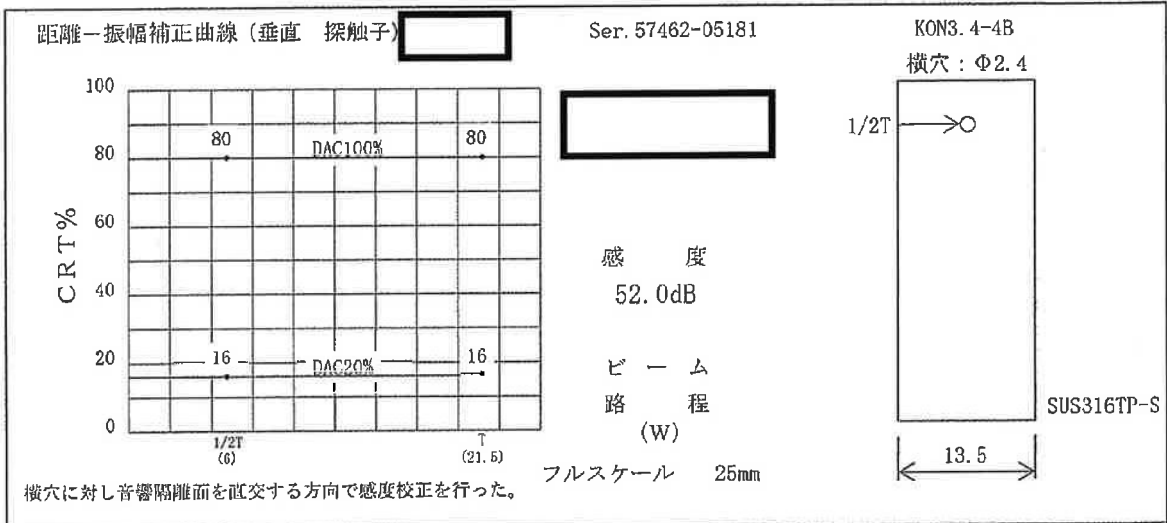 距離－振幅補正曲線（垂直　探触子）
Ser. 57462-05181
KON3.4-4B
横穴：Φ2.4
100
80
60
40
20
0
CRT%
80
DAC100%
80
16
DAC20%
16
1/2T
(6)
T
(21.5)
感　度
52.0dB
ビ ー ム
路　程
(W)
フルスケール　25mm
1/2T
SUS316TP-S
13.5
横穴に対し音響隔離面を直交する方向で感度校正を行った。